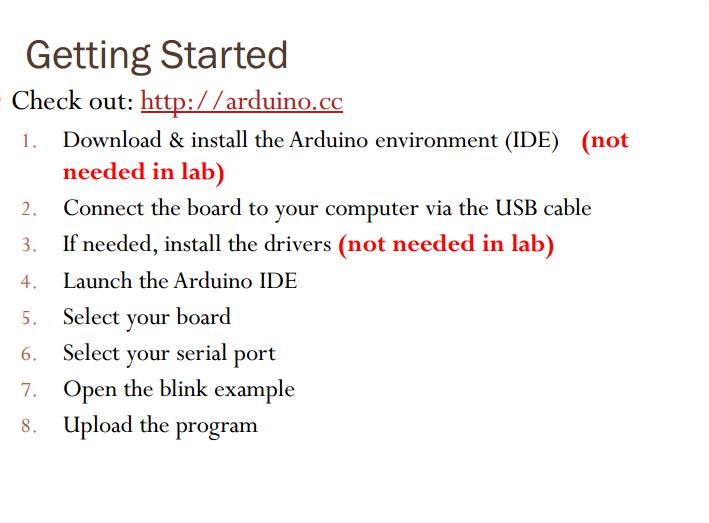 Getting Started
Check out: http://arduino.cc
1. Download & install the Arduino environment (IDE) (not
needed in lab)
2. Connect the board to your computer via the USB cable
3. If needed, install the drivers (not needed in lab)
4. Launch the Arduino IDE
5. Select your board
6. Select your serial port
7. Open the blink example
8. Upload the program